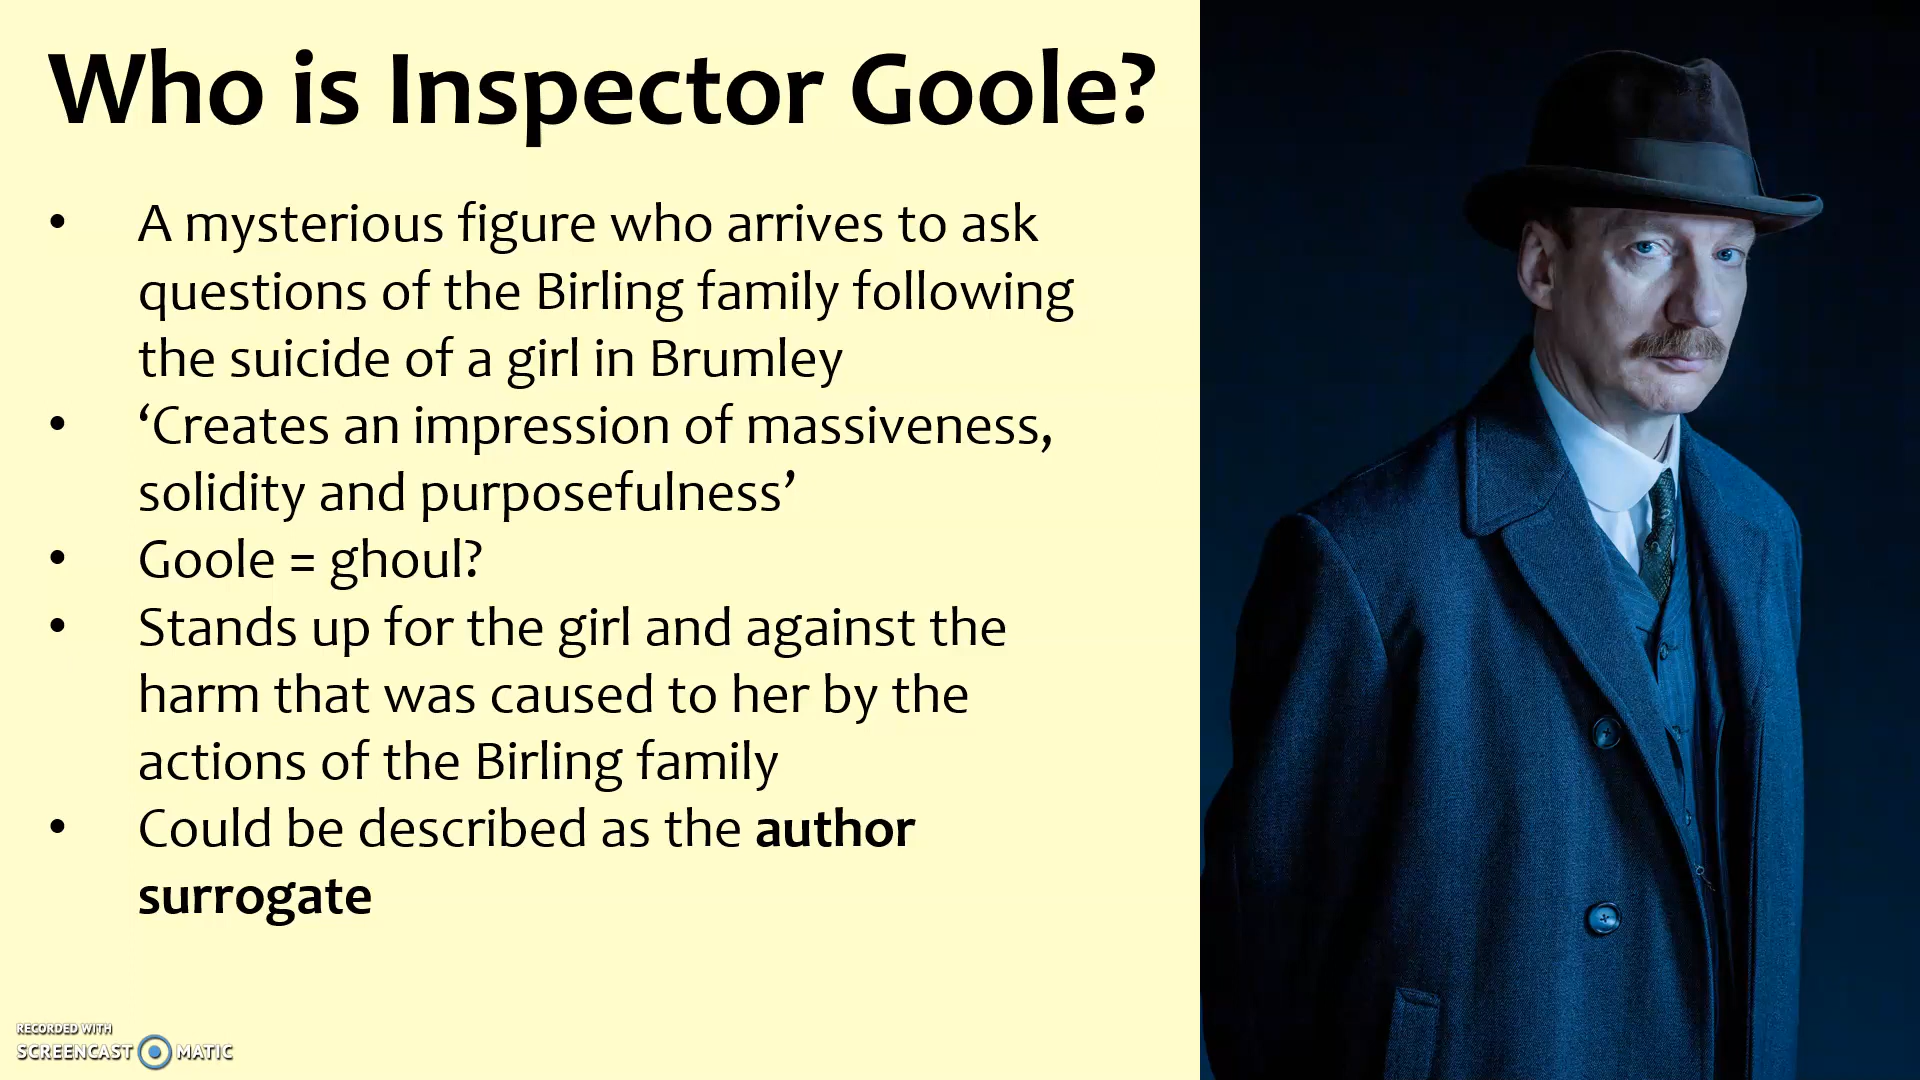 Who is Inspector Goole?
• A mysterious figure who arrives to ask
questions of the Birling family following
the suicide of a girl in Brumley
• ‘Creates an impression of massiveness,
solidity and purposefulness’
• Goole = ghoul?
• Stands up for the girl and against the
harm that was caused to her by the
actions of the Birling family
• Could be described as the author
surrogate
RECORDED WITH
SCREENCAST MATIC